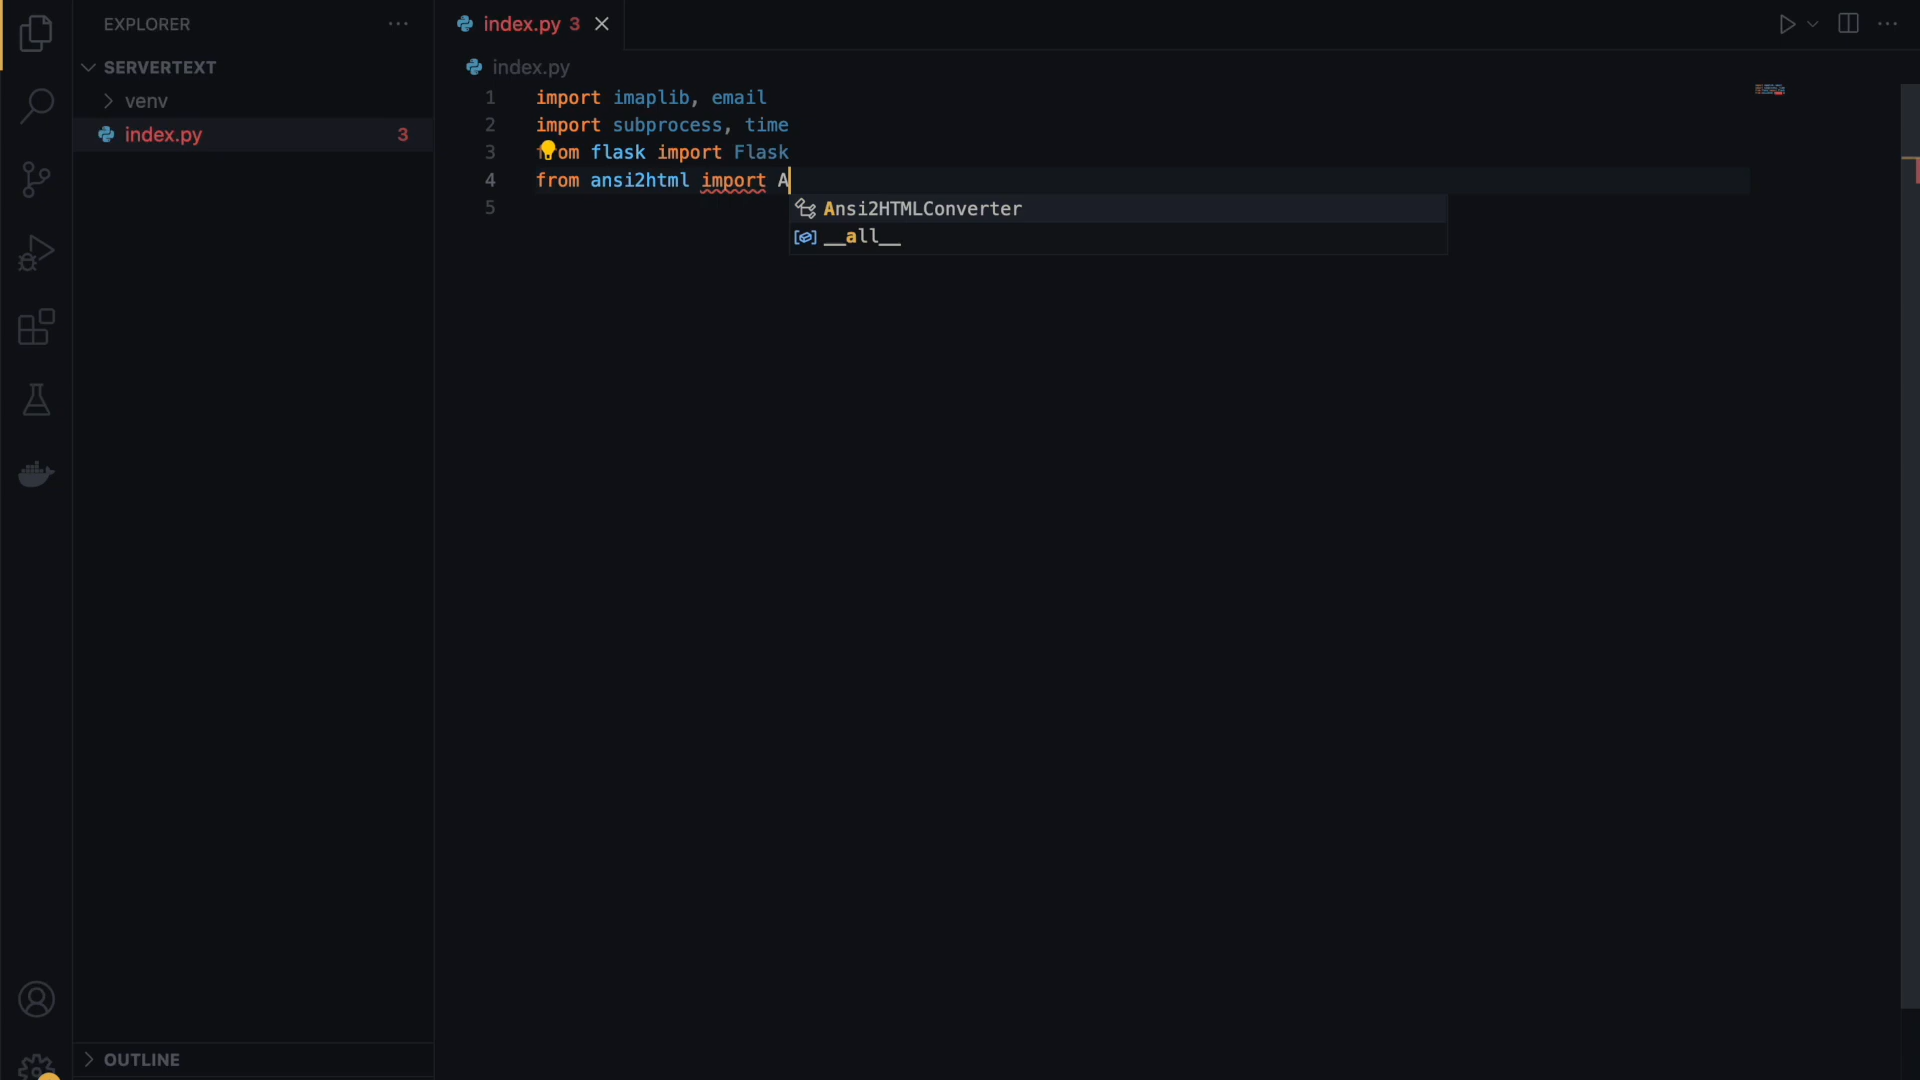 EXPLORER
SERVERTEXT
venv
index.py 3
OUTLINE
index.py 3
index.py
1 import imaplib, email
2 import subprocess, time
3 from flask import Flask
4 from ansi2html import A
5
Ansi2HTMLConverter
__all__